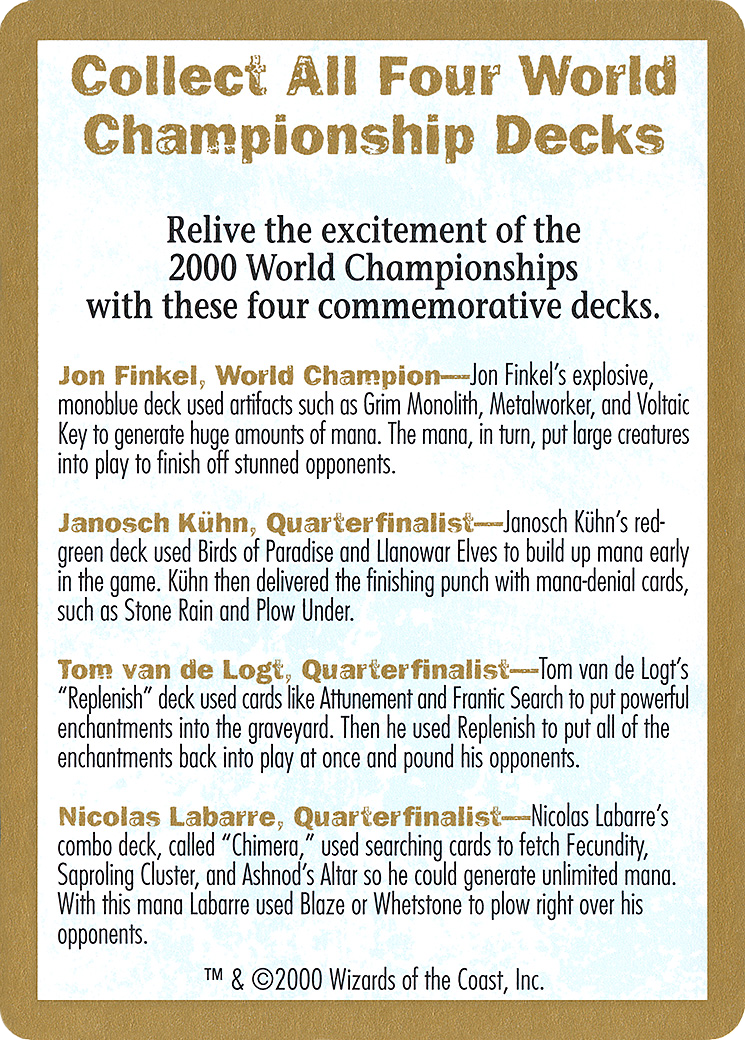 Collect All Four World
Championship Decks
Relive the excitement of the
2000 World Championships
with these four commemorative decks.
Jon Finkel, World Champion—Jon Finkel's explosive,
monoblue deck used artifacts such as Grim Monolith, Metalworker, and Voltaic
Key to generate huge amounts of mana. The mana, in turn, put large creatures
into play to finish off stunned opponents.
Janosch Kühn, Quarterfinalist—Janosch Kühn's red-
green deck used Birds of Paradise and Llanowar Elves to build up mana early
in the game. Kühn then delivered the finishing punch with mana-denial cards,
such as Stone Rain and Plow Under.
Tom van de Logt, Quarterfinalist—Tom van de Logt's
“Replenish” deck used cards like Attunement and Frantic Search to put powerful
enchantments into the graveyard. Then he used Replenish to put all of the
enchantments back into play at once and pound his opponents.
Nicolas Labarre, Quarterfinalist—Nicolas Labarre's
combo deck, called “Chimera,” used searching cards to fetch Fecundity,
Saproling Cluster, and Ashnod's Altar so he could generate unlimited mana.
With this mana Labarre used Blaze or Whetstone to plow right over his
opponents.
™ & ©2000 Wizards of the Coast, Inc.